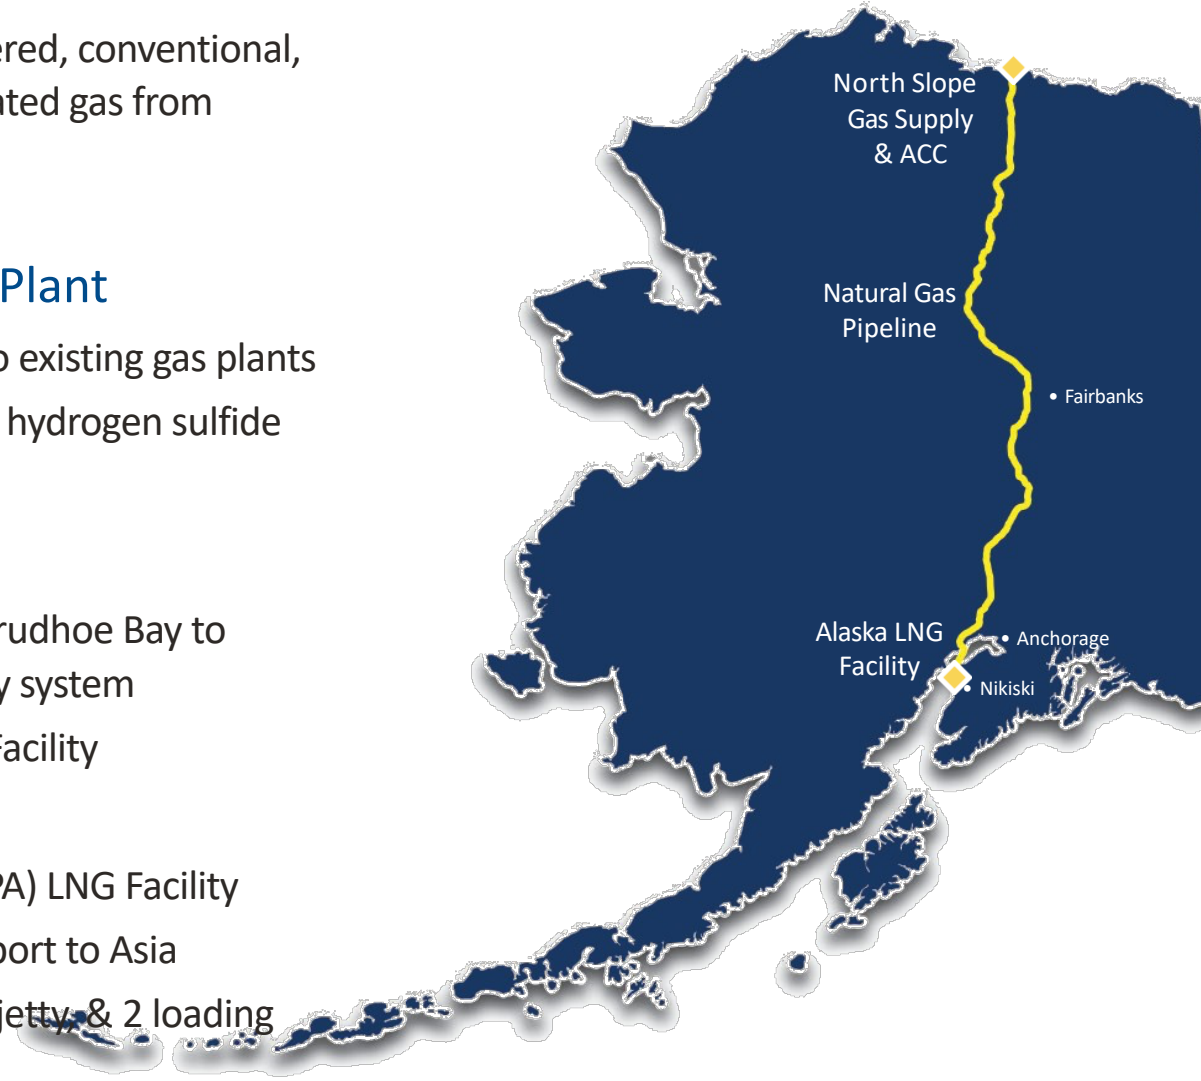 ered, conventional,
ated gas from
Plant
o existing gas plants
hydrogen sulfide
rudhoe Bay to
y system
Facility
PA) LNG Facility
port to Asia
jetty, & 2 loading
North Slope
Gas Supply
& ACC
Natural Gas
Pipeline
• Fairbanks
Alaska LNG
Facility
• Anchorage
• Nikiski